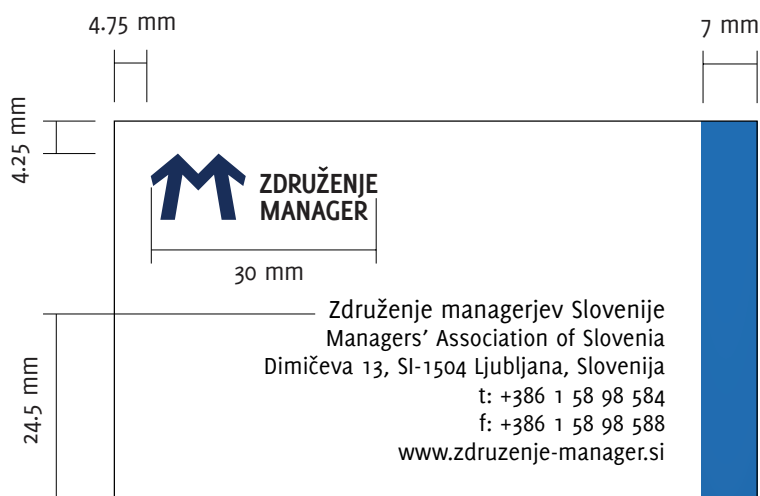 4.75 mm
7 mm
4.25 mm
ZDRUŽENJE
MANAGER
30 mm
Združenje managerjev Slovenije
Managers’ Association of Slovenia
Dimičeva 13, SI-1504 Ljubljana, Slovenija
t: +386 1 58 98 584
f: +386 1 58 98 588
www.zdruzenje-manager.si
24.5 mm